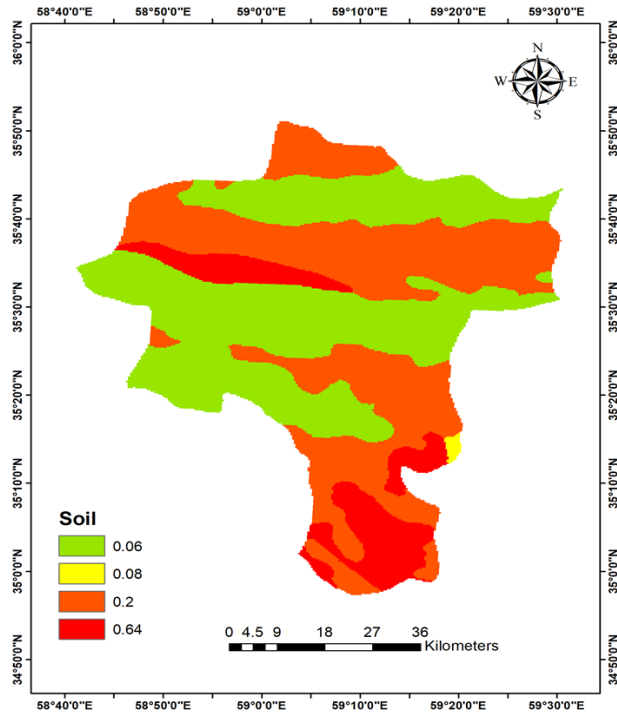 58°40'0"E 58°50'0"E 59°0'0"E 59°10'0"E 59°20'0"E 59°30'0"E
36°0'0"N 36°0'0"N
N
W E
S
35°50'0"N 35°50'0"N
35°40'0"N 35°40'0"N
35°30'0"N 35°30'0"N
35°20'0"N 35°20'0"N
35°10'0"N 35°10'0"N
35°0'0"N 35°0'0"N
34°50'0"N 34°50'0"N
Soil
0.06
0.08
0.2
0.64
0 4.5 9 18 27 36
Kilometers
58°40'0"E 58°50'0"E 59°0'0"E 59°10'0"E 59°20'0"E 59°30'0"E